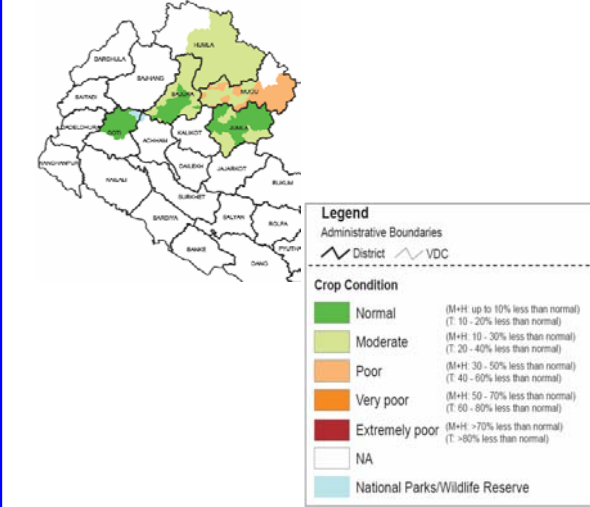 HUMLA
DARCHULA
BAJHANG
BAITADI
BAJURA
MUGU
DADELDHURA
DOTI
ACHHAM
KALIKOT
JUMLA
KANCHANPUR
KAILALI
DAILEKH
JAJARKOT
RUKUM
SURKHET
BARDIYA
SALYAN
ROLPA
BANKE
DANG
PYUTH
Legend
Administrative Boundaries
District VDC
Crop Condition
Normal (M+H: up to 10% less than normal)
(T: 10 - 20% less than normal)
Moderate (M+H: 10 - 30% less than normal)
(T: 20 - 40% less than normal)
Poor (M+H: 30 - 50% less than normal)
(T: 40 - 60% less than normal)
Very poor (M+H: 50 - 70% less than normal)
(T: 60 - 80% less than normal)
Extremely poor (M+H: >70% less than normal)
(T: >80% less than normal)
NA
National Parks/Wildlife Reserve